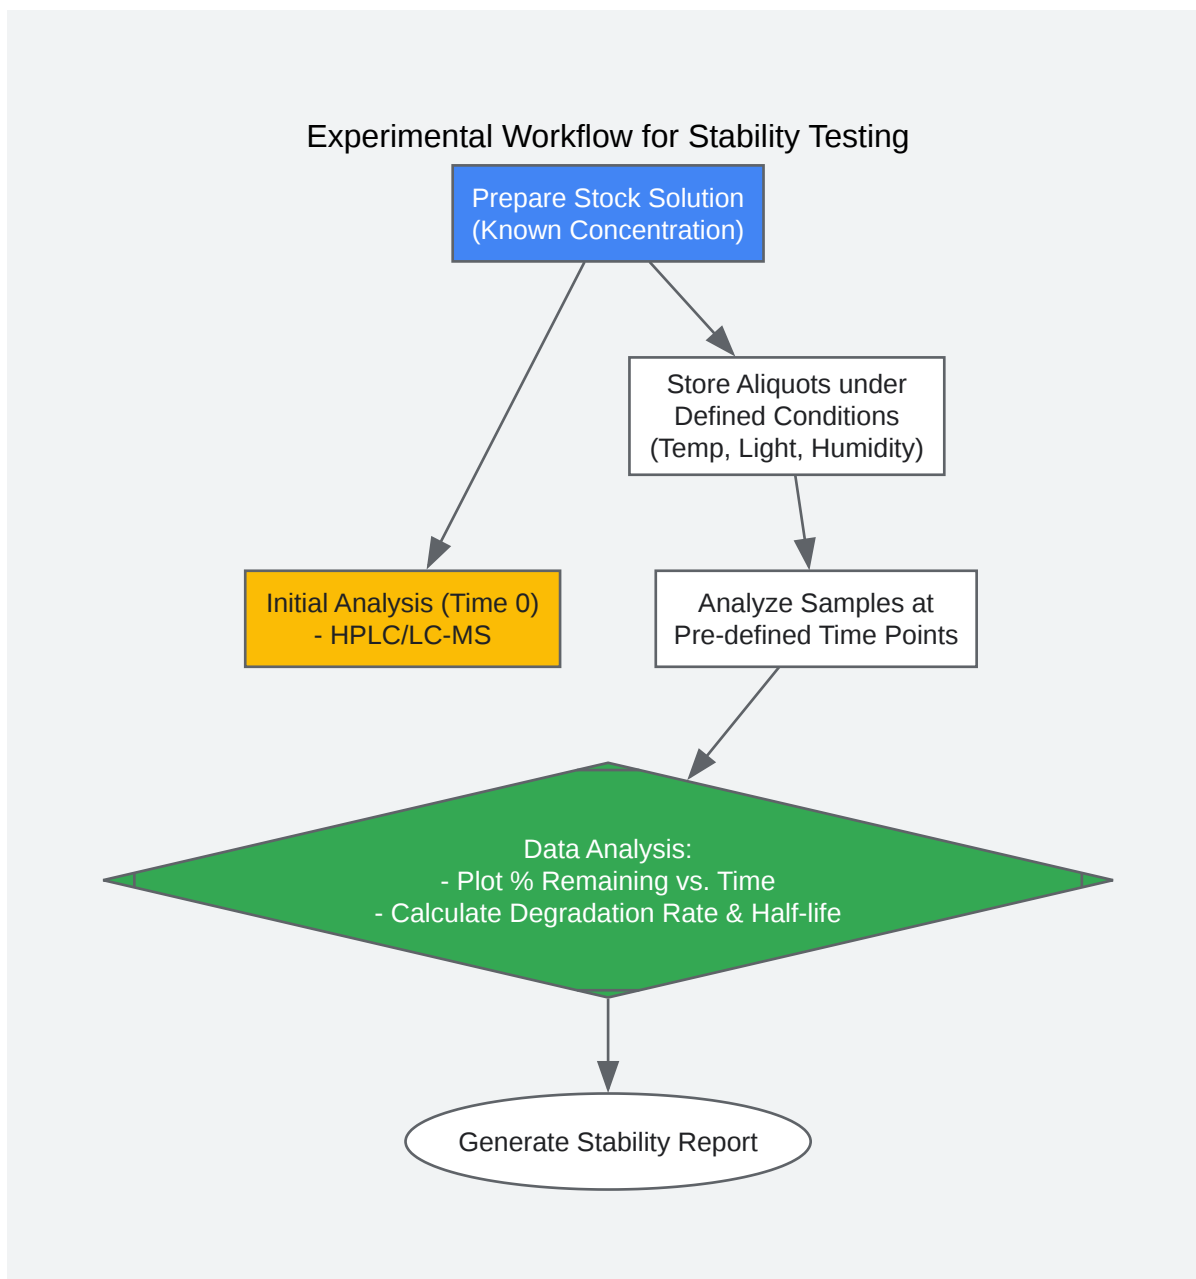 Experimental Workflow for Stability Testing
Prepare Stock Solution
(Known Concentration)
Store Aliquots under
Defined Conditions
(Temp, Light, Humidity)
Initial Analysis (Time 0)
- HPLC/LC-MS
Analyze Samples at
Pre-defined Time Points
Data Analysis:
- Plot % Remaining vs. Time
- Calculate Degradation Rate & Half-life
Generate Stability Report